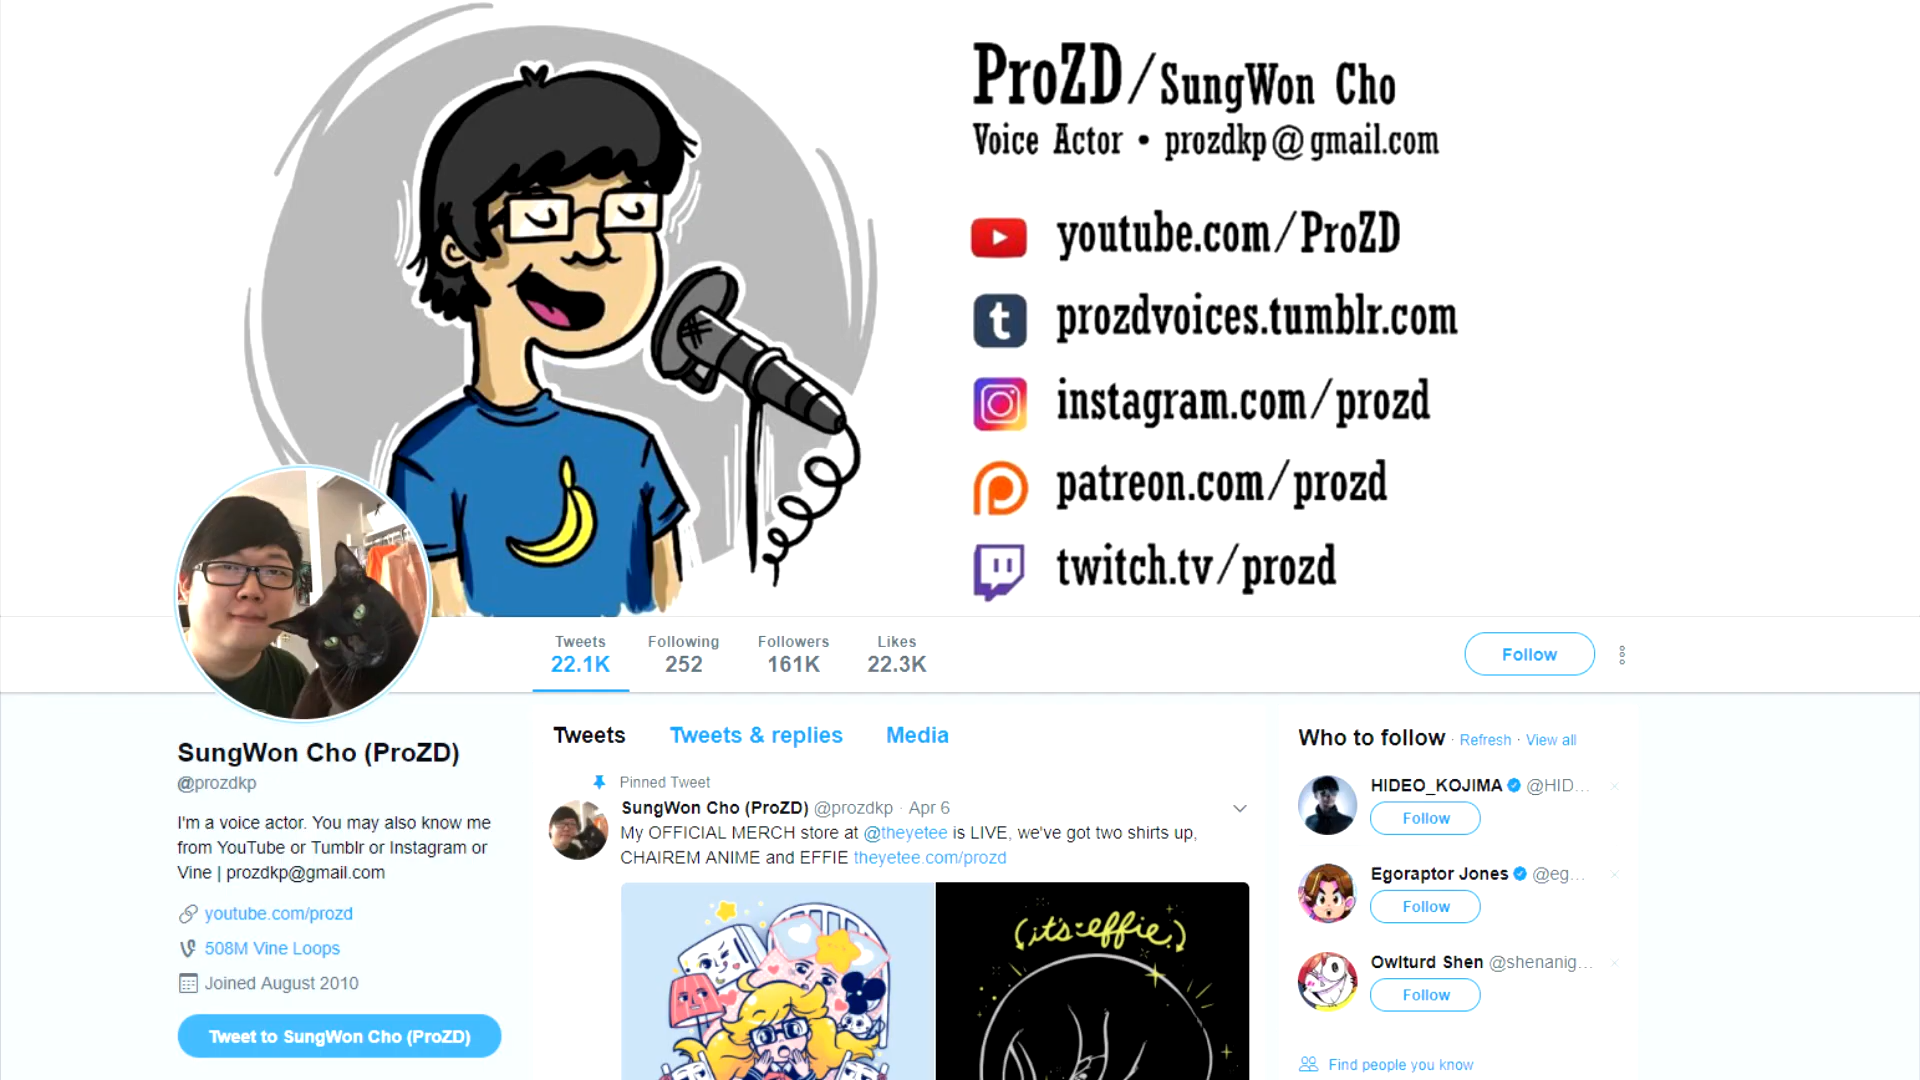 ProZD/SungWon Cho
Voice Actor • prozdkp@gmail.com
youtube.com/ProZD
prozdvoices.tumblr.com
instagram.com/prozd
patreon.com/prozd
twitch.tv/prozd
Tweets
22.1K
Following
252
Followers
161K
Likes
22.3K
Follow
SungWon Cho (ProZD)
@prozdkp
I'm a voice actor. You may also know me
from YouTube or Tumblr or Instagram or
Vine | prozdkp@gmail.com
youtube.com/prozd
508M Vine Loops
Joined August 2010
Tweet to SungWon Cho (ProZD)
Tweets
Tweets & replies
Media
Pinned Tweet
SungWon Cho (ProZD) @prozdkp · Apr 6
My OFFICIAL MERCH store at @theyetee is LIVE, we've got two shirts up,
CHAIREM ANIME and EFFIE theyetee.com/prozd
(it's effie.)
Who to follow · Refresh · View all
HIDEO_KOJIMA @HID...
Follow
Egoraptor Jones @eg...
Follow
Owlturd Shen @shenanig...
Follow
Find people you know